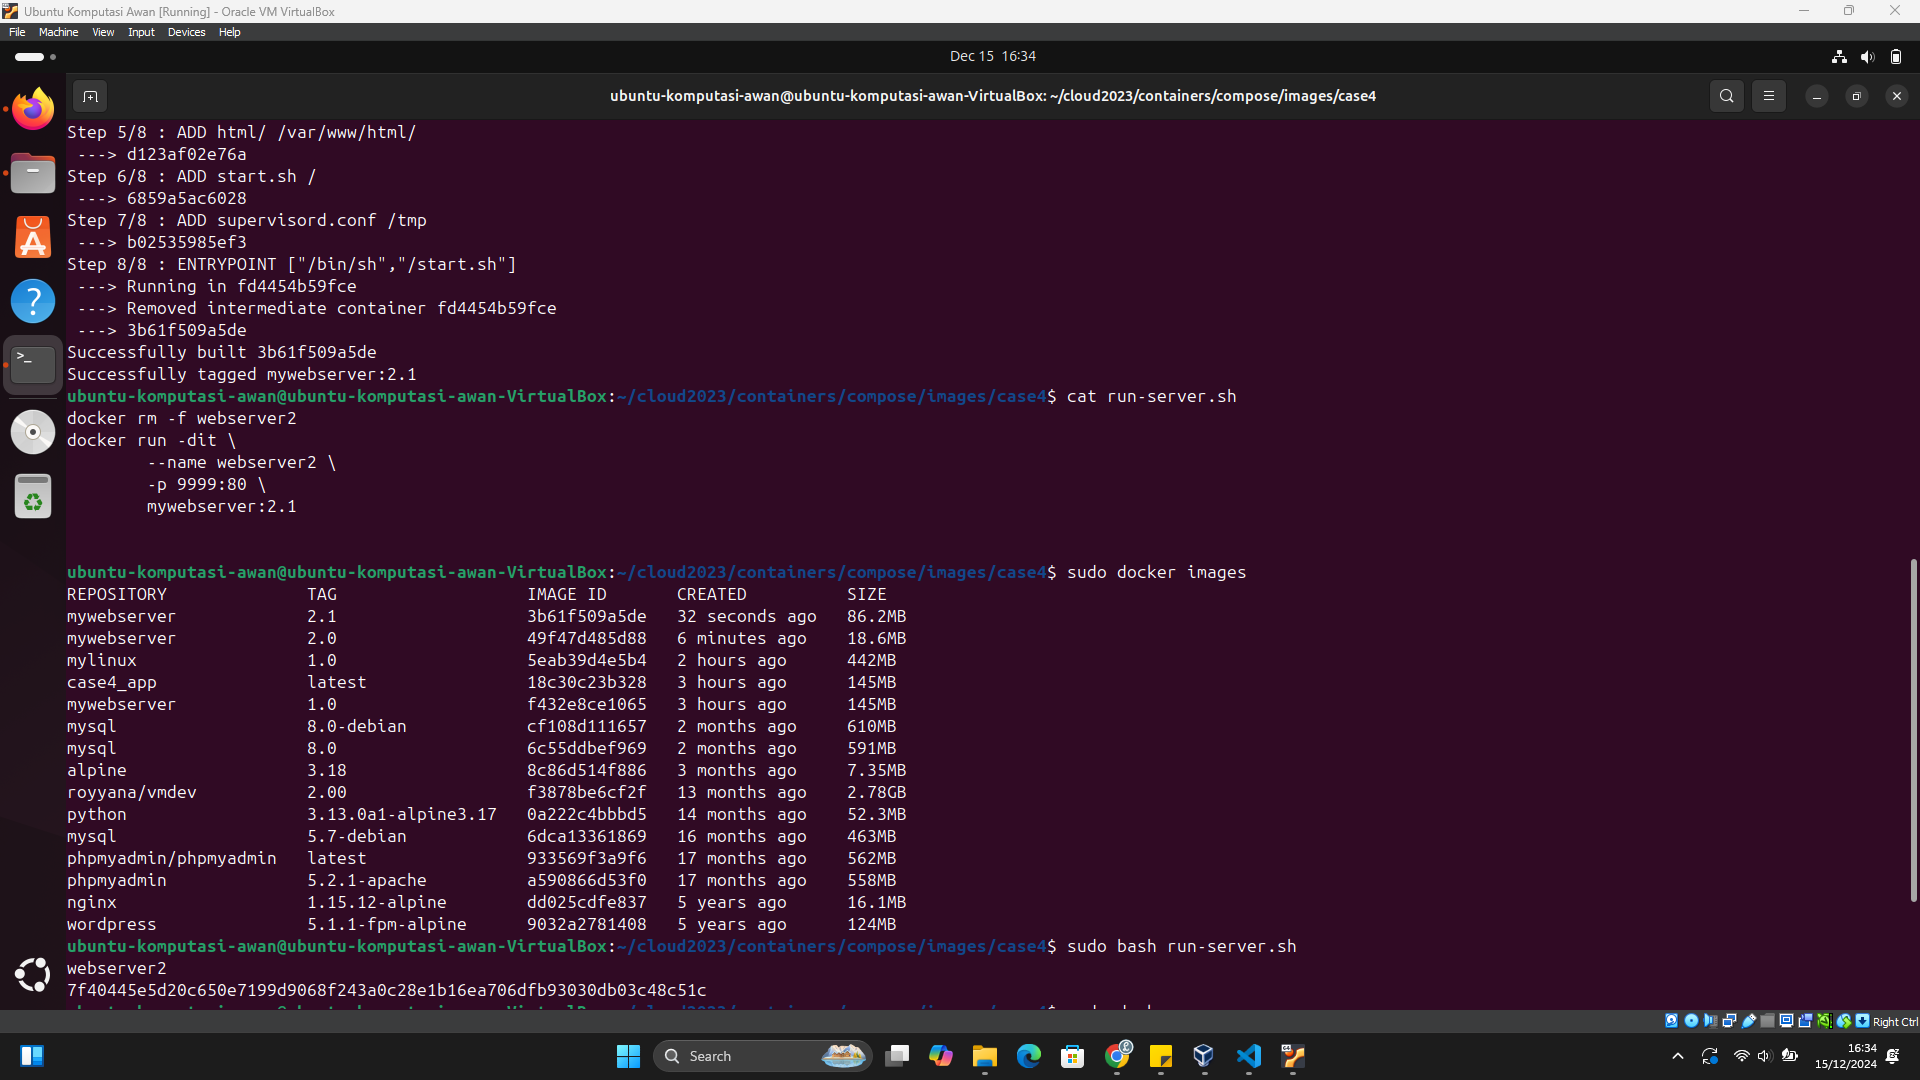 Ubuntu Komputasi Awan [Running] - Oracle VM VirtualBox
File Machine View Input Devices Help
Dec 15 16:34
ubuntu-komputasi-awan@ubuntu-komputasi-awan-VirtualBox: ~/cloud2023/containers/compose/images/case4
Step 5/8 : ADD html/ /var/www/html/
---> d123af02e76a
Step 6/8 : ADD start.sh /
---> 6859a5ac6028
Step 7/8 : ADD supervisord.conf /tmp
---> b02535985ef3
Step 8/8 : ENTRYPOINT ["/bin/sh","/start.sh"]
---> Running in fd4454b59fce
---> Removed intermediate container fd4454b59fce
---> 3b61f509a5de
Successfully built 3b61f509a5de
Successfully tagged mywebserver:2.1
ubuntu-komputasi-awan@ubuntu-komputasi-awan-VirtualBox:~/cloud2023/containers/compose/images/case4$ cat run-server.sh
docker rm -f webserver2
docker run -dit \
--name webserver2 \
-p 9999:80 \
mywebserver:2.1
ubuntu-komputasi-awan@ubuntu-komputasi-awan-VirtualBox:~/cloud2023/containers/compose/images/case4$ sudo docker images
REPOSITORY TAG IMAGE ID CREATED SIZE
mywebserver 2.1 3b61f509a5de 32 seconds ago 86.2MB
mywebserver 2.0 49f47d485d88 6 minutes ago 18.6MB
mylinux 1.0 5eab39d4e5b4 2 hours ago 442MB
case4_app latest 18c30c23b328 3 hours ago 145MB
mywebserver 1.0 f432e8ce1065 3 hours ago 145MB
mysql 8.0-debian cf108d111657 2 months ago 610MB
mysql 8.0 6c55ddbef969 2 months ago 591MB
alpine 3.18 8c86d514f886 3 months ago 7.35MB
royyana/vmdev 2.00 f3878be6cf2f 13 months ago 2.78GB
python 3.13.0a1-alpine3.17 0a222c4bbbd5 14 months ago 52.3MB
mysql 5.7-debian 6dca13361869 16 months ago 463MB
phpmyadmin/phpmyadmin latest 933569f3a9f6 17 months ago 562MB
phpmyadmin 5.2.1-apache a590866d53f0 17 months ago 558MB
nginx 1.15.12-alpine dd025cdfe837 5 years ago 16.1MB
wordpress 5.1.1-fpm-alpine 9032a2781408 5 years ago 124MB
ubuntu-komputasi-awan@ubuntu-komputasi-awan-VirtualBox:~/cloud2023/containers/compose/images/case4$ sudo bash run-server.sh
webserver2
7f40445e5d20c650e7199d9068f243a0c28e1b16ea706dfb93030db03c48c51c
Right Ctrl
Search
16:34
15/12/2024